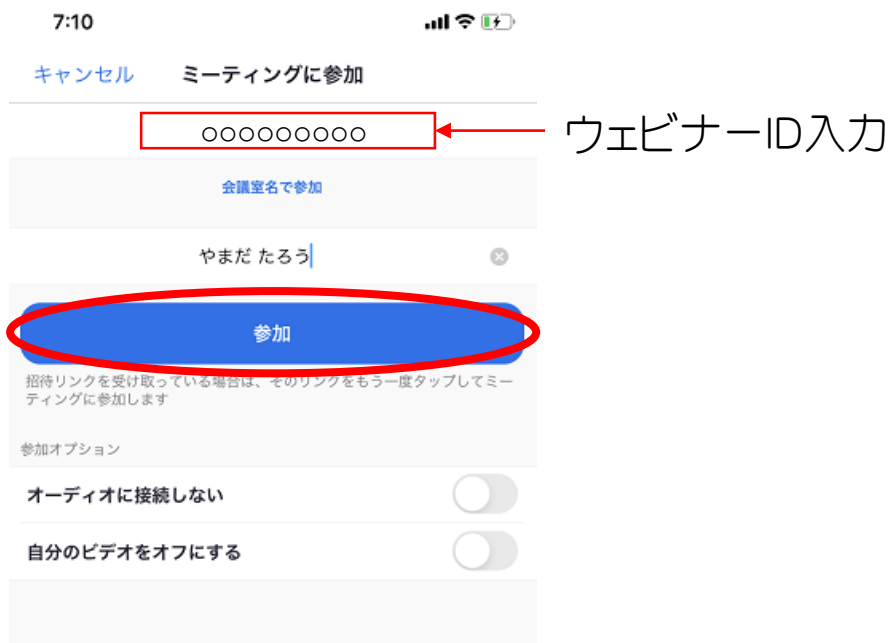 7:10
キャンセル ミーティングに参加
○○○○○○○○○
ウェビナーID入力
会議室名で参加
やまだ たろう
参加
招待リンクを受け取っている場合は、そのリンクをもう一度タップしてミー
ティングに参加します
参加オプション
オーディオに接続しない
自分のビデオをオフにする